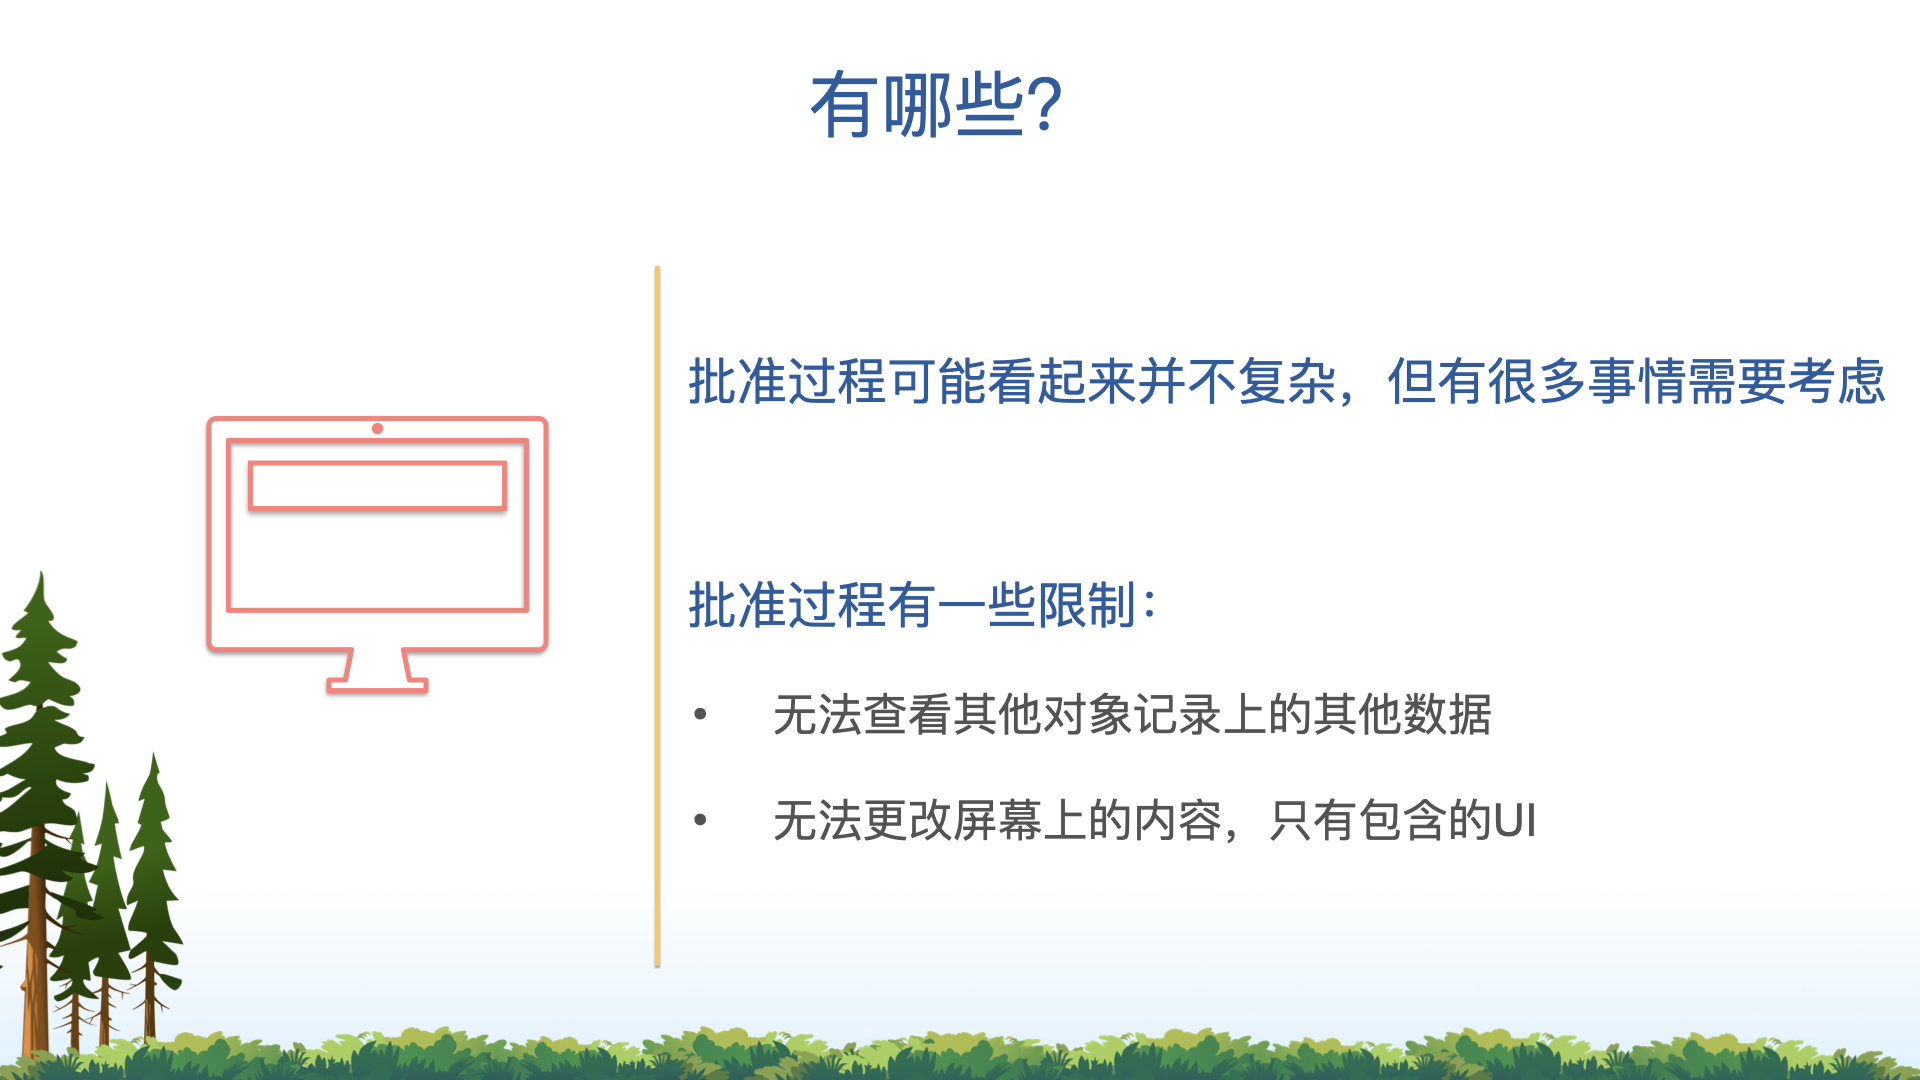 有哪些?
批准过程可能看起来并不复杂，但有很多事情需要考虑
批准过程有一些限制：
• 无法查看其他对象记录上的其他数据
• 无法更改屏幕上的内容，只有包含的UI